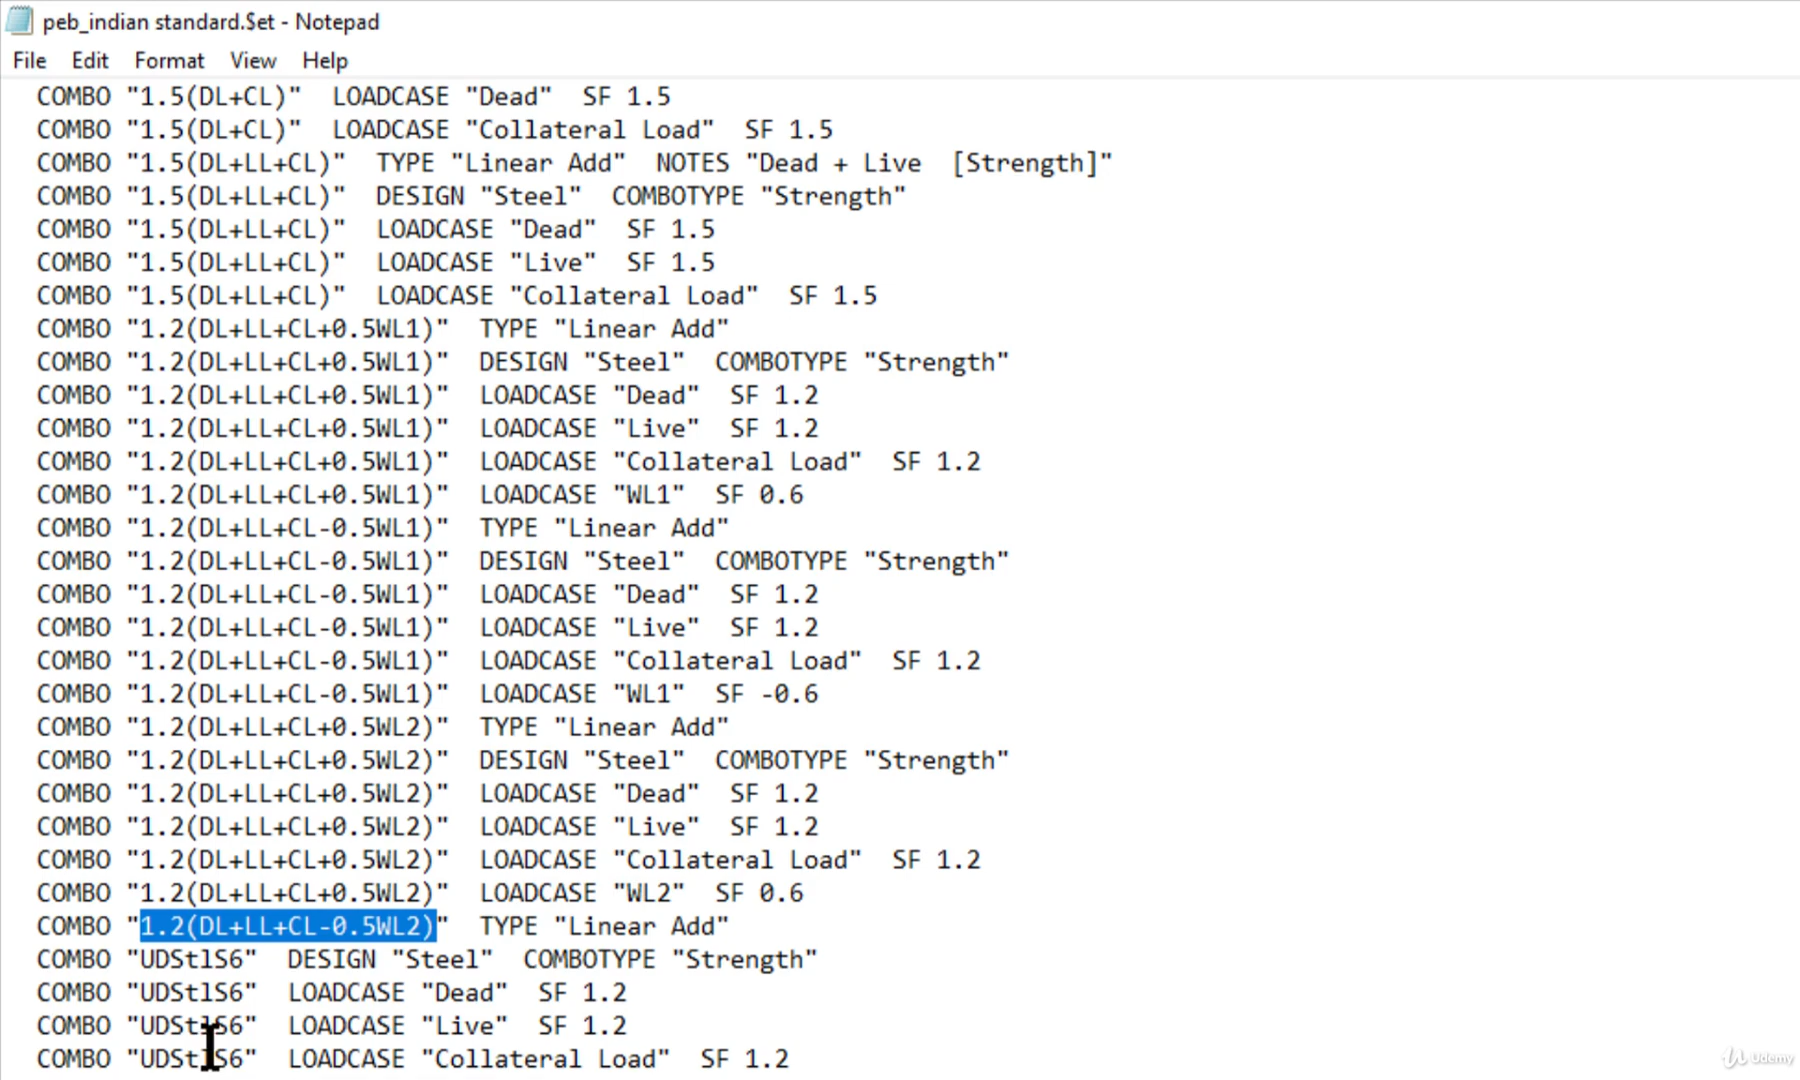 peb_indian standard.$et - Notepad
File Edit Format View Help
COMBO "1.5(DL+CL)" LOADCASE "Dead" SF 1.5
COMBO "1.5(DL+CL)" LOADCASE "Collateral Load" SF 1.5
COMBO "1.5(DL+LL+CL)" TYPE "Linear Add" NOTES "Dead + Live [Strength]"
COMBO "1.5(DL+LL+CL)" DESIGN "Steel" COMBOTYPE "Strength"
COMBO "1.5(DL+LL+CL)" LOADCASE "Dead" SF 1.5
COMBO "1.5(DL+LL+CL)" LOADCASE "Live" SF 1.5
COMBO "1.5(DL+LL+CL)" LOADCASE "Collateral Load" SF 1.5
COMBO "1.2(DL+LL+CL+0.5WL1)" TYPE "Linear Add"
COMBO "1.2(DL+LL+CL+0.5WL1)" DESIGN "Steel" COMBOTYPE "Strength"
COMBO "1.2(DL+LL+CL+0.5WL1)" LOADCASE "Dead" SF 1.2
COMBO "1.2(DL+LL+CL+0.5WL1)" LOADCASE "Live" SF 1.2
COMBO "1.2(DL+LL+CL+0.5WL1)" LOADCASE "Collateral Load" SF 1.2
COMBO "1.2(DL+LL+CL+0.5WL1)" LOADCASE "WL1" SF 0.6
COMBO "1.2(DL+LL+CL-0.5WL1)" TYPE "Linear Add"
COMBO "1.2(DL+LL+CL-0.5WL1)" DESIGN "Steel" COMBOTYPE "Strength"
COMBO "1.2(DL+LL+CL-0.5WL1)" LOADCASE "Dead" SF 1.2
COMBO "1.2(DL+LL+CL-0.5WL1)" LOADCASE "Live" SF 1.2
COMBO "1.2(DL+LL+CL-0.5WL1)" LOADCASE "Collateral Load" SF 1.2
COMBO "1.2(DL+LL+CL-0.5WL1)" LOADCASE "WL1" SF -0.6
COMBO "1.2(DL+LL+CL+0.5WL2)" TYPE "Linear Add"
COMBO "1.2(DL+LL+CL+0.5WL2)" DESIGN "Steel" COMBOTYPE "Strength"
COMBO "1.2(DL+LL+CL+0.5WL2)" LOADCASE "Dead" SF 1.2
COMBO "1.2(DL+LL+CL+0.5WL2)" LOADCASE "Live" SF 1.2
COMBO "1.2(DL+LL+CL+0.5WL2)" LOADCASE "Collateral Load" SF 1.2
COMBO "1.2(DL+LL+CL+0.5WL2)" LOADCASE "WL2" SF 0.6
COMBO "1.2(DL+LL+CL-0.5WL2)" TYPE "Linear Add"
COMBO "UDStlS6" DESIGN "Steel" COMBOTYPE "Strength"
COMBO "UDStlS6" LOADCASE "Dead" SF 1.2
COMBO "UDStlS6" LOADCASE "Live" SF 1.2
COMBO "UDStlS6" LOADCASE "Collateral Load" SF 1.2
Udemy